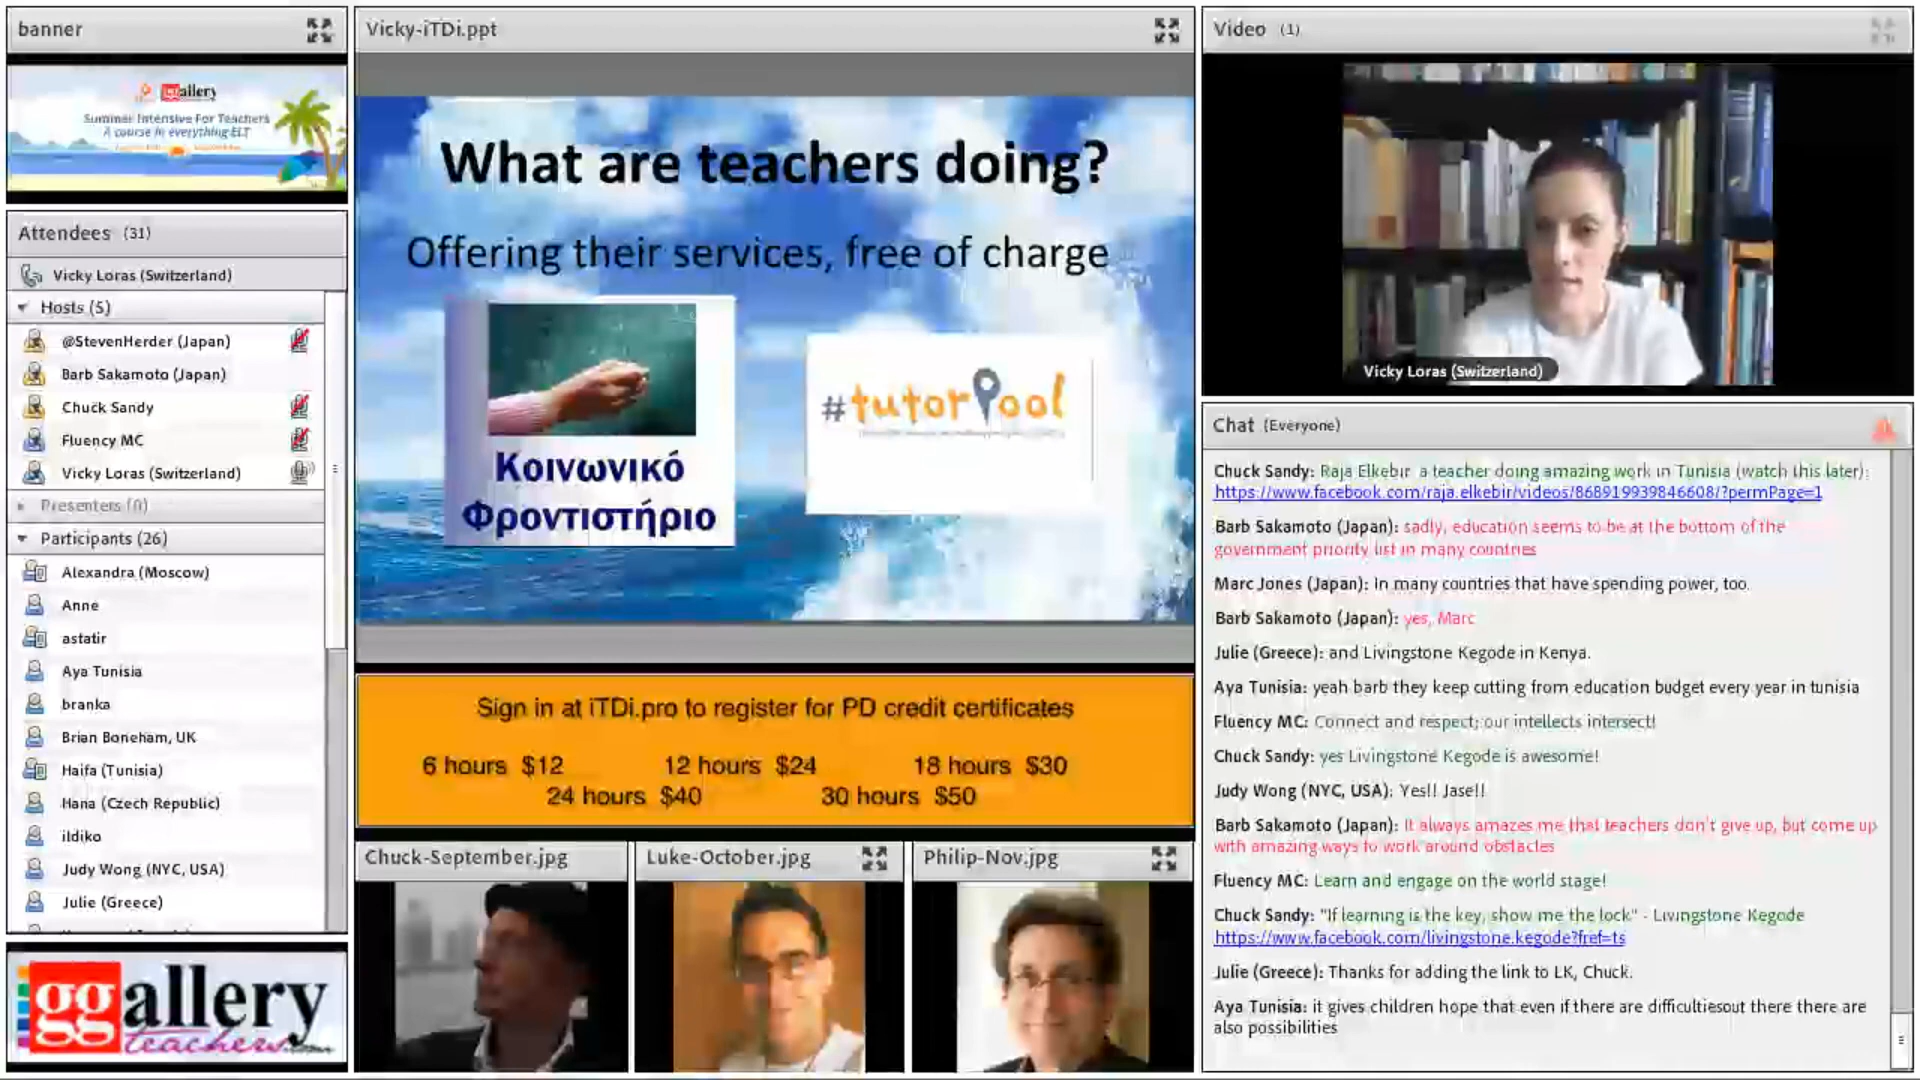 banner
ggallery
Summer Intensive For Teachers
A course in everything ELT
Attendees (31)
Vicky Loras (Switzerland)
Hosts (5)
@StevenHerder (Japan)
Barb Sakamoto (Japan)
Chuck Sandy
Fluency MC
Vicky Loras (Switzerland)
Presenters (0)
Participants (26)
Alexandra (Moscow)
Anne
astatir
Aya Tunisia
branka
Brian Boneham, UK
Haifa (Tunisia)
Hana (Czech Republic)
ildiko
Judy Wong (NYC, USA)
Julie (Greece)
ggallery
teachers.com
Vicky-iTDi.ppt
What are teachers doing?
Offering their services, free of charge
Κοινωνικό
Φροντιστήριο
#tutorpool
Sign in at iTDi.pro to register for PD credit certificates
6 hours $12 12 hours $24 18 hours $30
24 hours $40 30 hours $50
Chuck-September.jpg
Luke-October.jpg
Philip-Nov.jpg
Video (1)
Vicky Loras (Switzerland)
Chat (Everyone)
Chuck Sandy: Raja Elkebir a teacher doing amazing work in Tunisia (watch this later):
https://www.facebook.com/raja.elkebir/videos/868919939846608/?permPage=1
Barb Sakamoto (Japan): sadly, education seems to be at the bottom of the
government priority list in many countries
Marc Jones (Japan): In many countries that have spending power, too.
Barb Sakamoto (Japan): yes, Marc
Julie (Greece): and Livingstone Kegode in Kenya.
Aya Tunisia: yeah barb they keep cutting from education budget every year in tunisia
Fluency MC: Connect and respect; our intellects intersect!
Chuck Sandy: yes Livingstone Kegode is awesome!
Judy Wong (NYC, USA): Yes!! Jase!!
Barb Sakamoto (Japan): It always amazes me that teachers don't give up, but come up
with amazing ways to work around obstacles
Fluency MC: Learn and engage on the world stage!
Chuck Sandy: "If learning is the key, show me the lock" - Livingstone Kegode
https://www.facebook.com/livingstone.kegode?fref=ts
Julie (Greece): Thanks for adding the link to LK, Chuck.
Aya Tunisia: it gives children hope that even if there are difficultiesout there there are
also possibilities